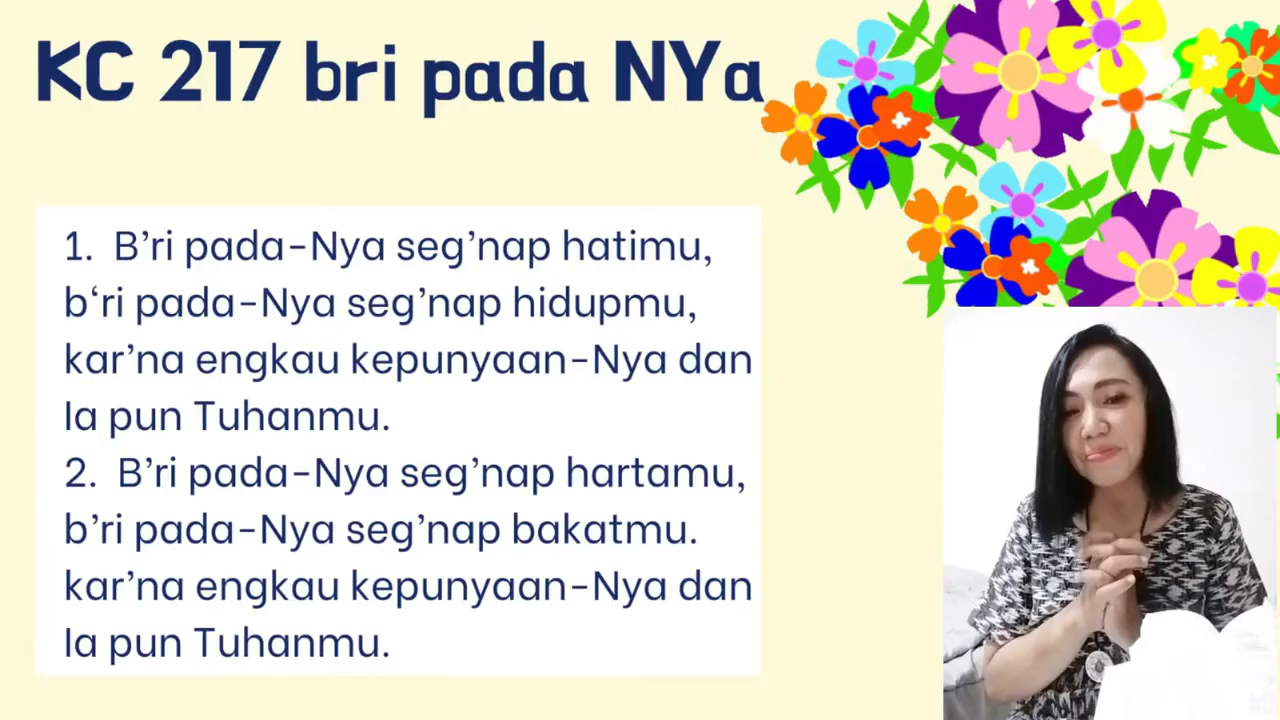 KC 217 bri pada NYa
1. B’ri pada-Nya seg’nap hatimu,
b‘ri pada-Nya seg’nap hidupmu,
kar’na engkau kepunyaan-Nya dan
Ia pun Tuhanmu.
2. B’ri pada-Nya seg’nap hartamu,
b’ri pada-Nya seg’nap bakatmu.
kar’na engkau kepunyaan-Nya dan
Ia pun Tuhanmu.